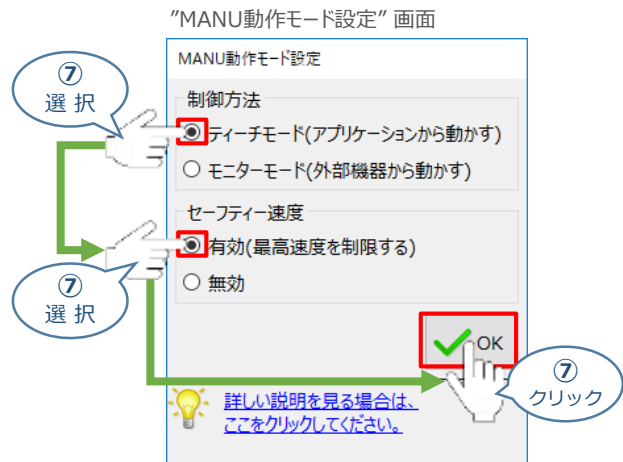 ”MANU動作モード設定” 画面
MANU動作モード設定
⑦
選 択
制御方法
ティーチモード(アプリケーションから動かす)
モニターモード(外部機器から動かす)
セーフティー速度
有効(最高速度を制限する)
無効
⑦
選 択
OK
⑦
クリック
詳しい説明を見る場合は、
ここをクリックしてください。